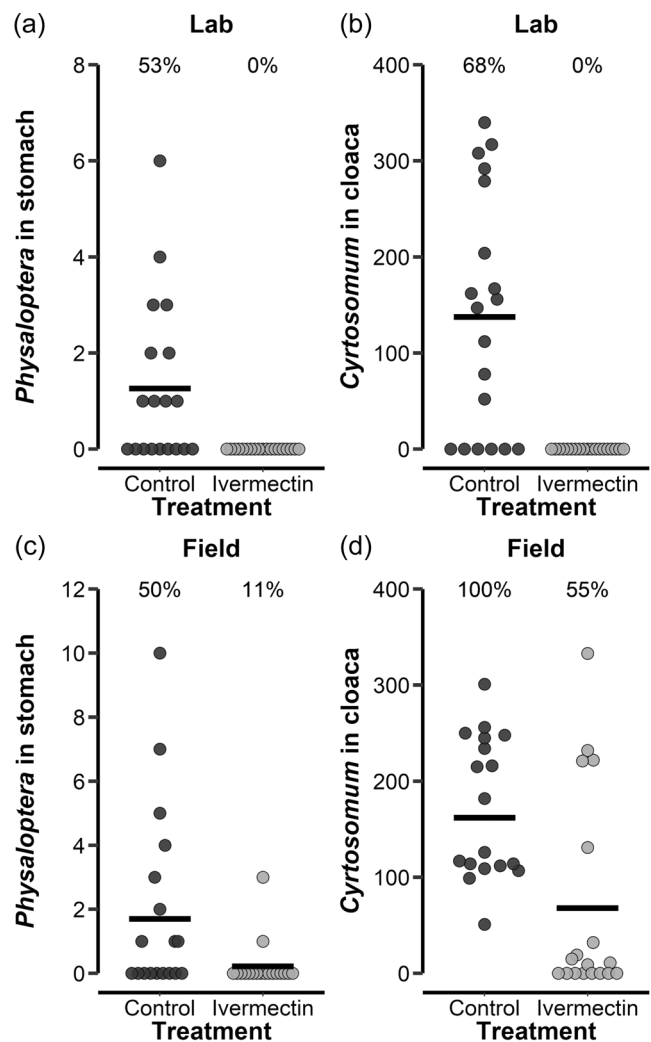 (a) Lab
53% 0%
8
6
4
2
0
Physaloptera in stomach
Control Ivermectin
Treatment
(b) Lab
68% 0%
400
300
200
100
0
Cyrtosomum in cloaca
Control Ivermectin
Treatment
(c) Field
50% 11%
12
10
8
6
4
2
0
Physaloptera in stomach
Control Ivermectin
Treatment
(d) Field
100% 55%
400
300
200
100
0
Cyrtosomum in cloaca
Control Ivermectin
Treatment